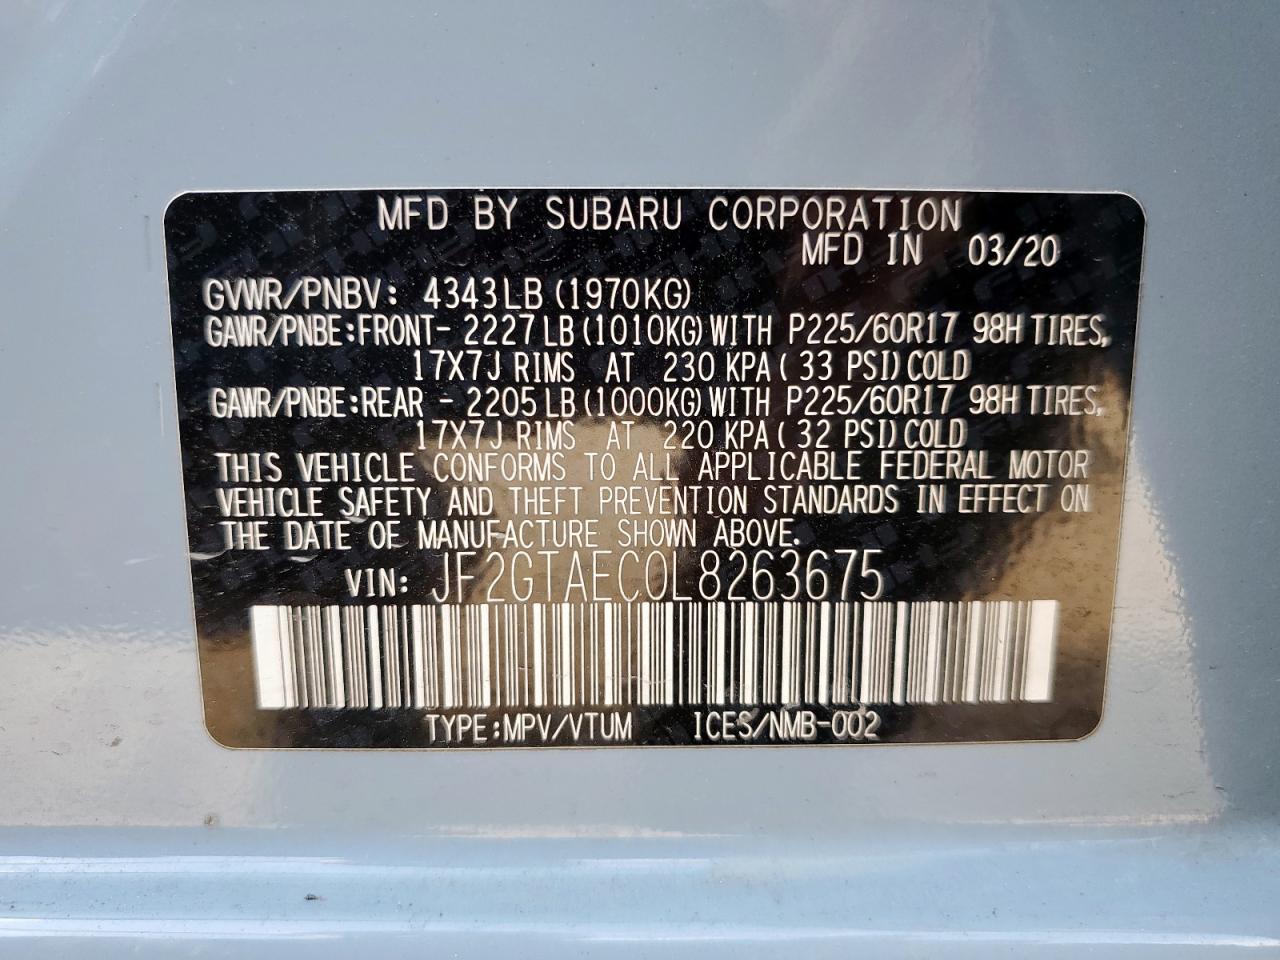 MFD BY SUBARU CORPORATION
MFD IN 03/20
GVWR/PNBV: 4343LB (1970KG)
GAWR/PNBE:FRONT- 2227LB (1010KG) WITH P225/60R17 98H TIRES,
17X7J RIMS AT 230 KPA ( 33 PSI) COLD
GAWR/PNBE:REAR - 2205LB (1000KG) WITH P225/60R17 98H TIRES,
17X7J RIMS AT 220 KPA ( 32 PSI) COLD
THIS VEHICLE CONFORMS TO ALL APPLICABLE FEDERAL MOTOR
VEHICLE SAFETY AND THEFT PREVENTION STANDARDS IN EFFECT ON
THE DATE OF MANUFACTURE SHOWN ABOVE.
VIN: JF2GTAEC0L8263675
TYPE:MPV/VTUM ICES/NMB-002